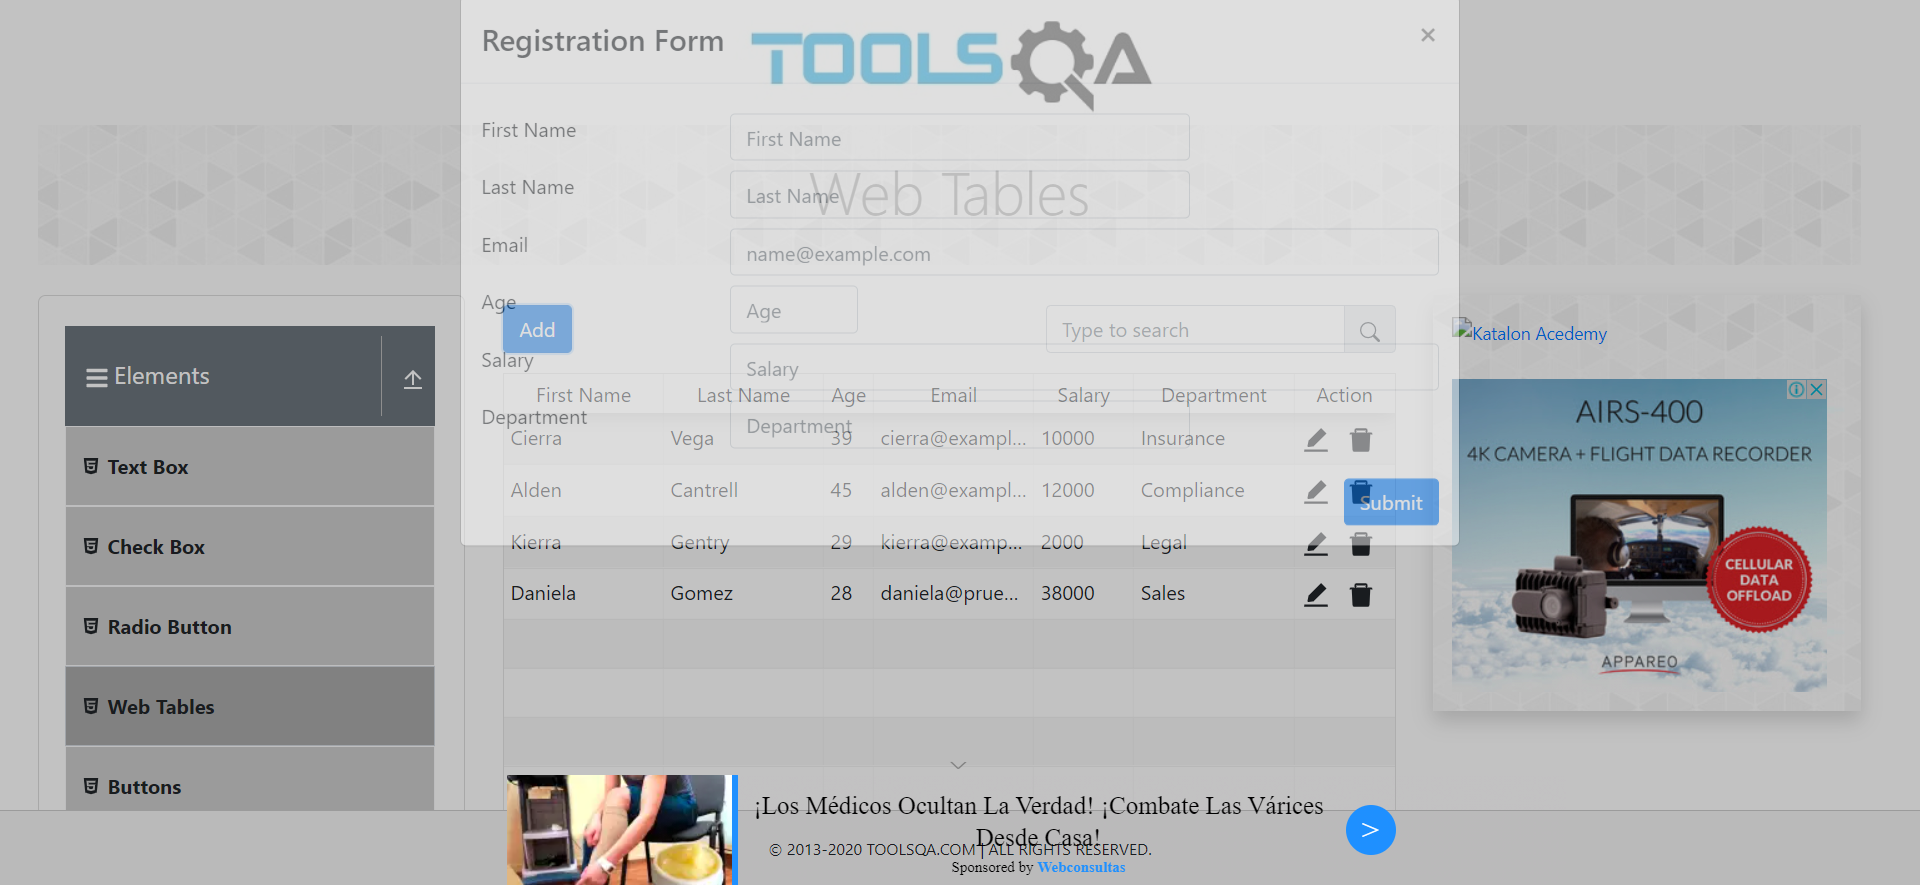 Registration Form
×
TOOLSQA
First Name
First Name
Last Name
Last Name
Web Tables
Email
name@example.com
Age
Age
Add
Type to search
Salary
Salary
Department
Department
Submit
Elements
Text Box
Check Box
Radio Button
Web Tables
Buttons
First Name Last Name Age Email Salary Department Action
Cierra Vega 39 cierra@exampl... 10000 Insurance
Alden Cantrell 45 alden@exampl... 12000 Compliance
Kierra Gentry 29 kierra@examp... 2000 Legal
Daniela Gomez 28 daniela@prue... 38000 Sales
Katalon Acedemy
AIRS-400
4K CAMERA + FLIGHT DATA RECORDER
CELLULAR
DATA
OFFLOAD
APPAREO
¡Los Médicos Ocultan La Verdad! ¡Combate Las Várices
Desde Casa!
>
© 2013-2020 TOOLSQA.COM | ALL RIGHTS RESERVED.
Sponsored by Webconsultas